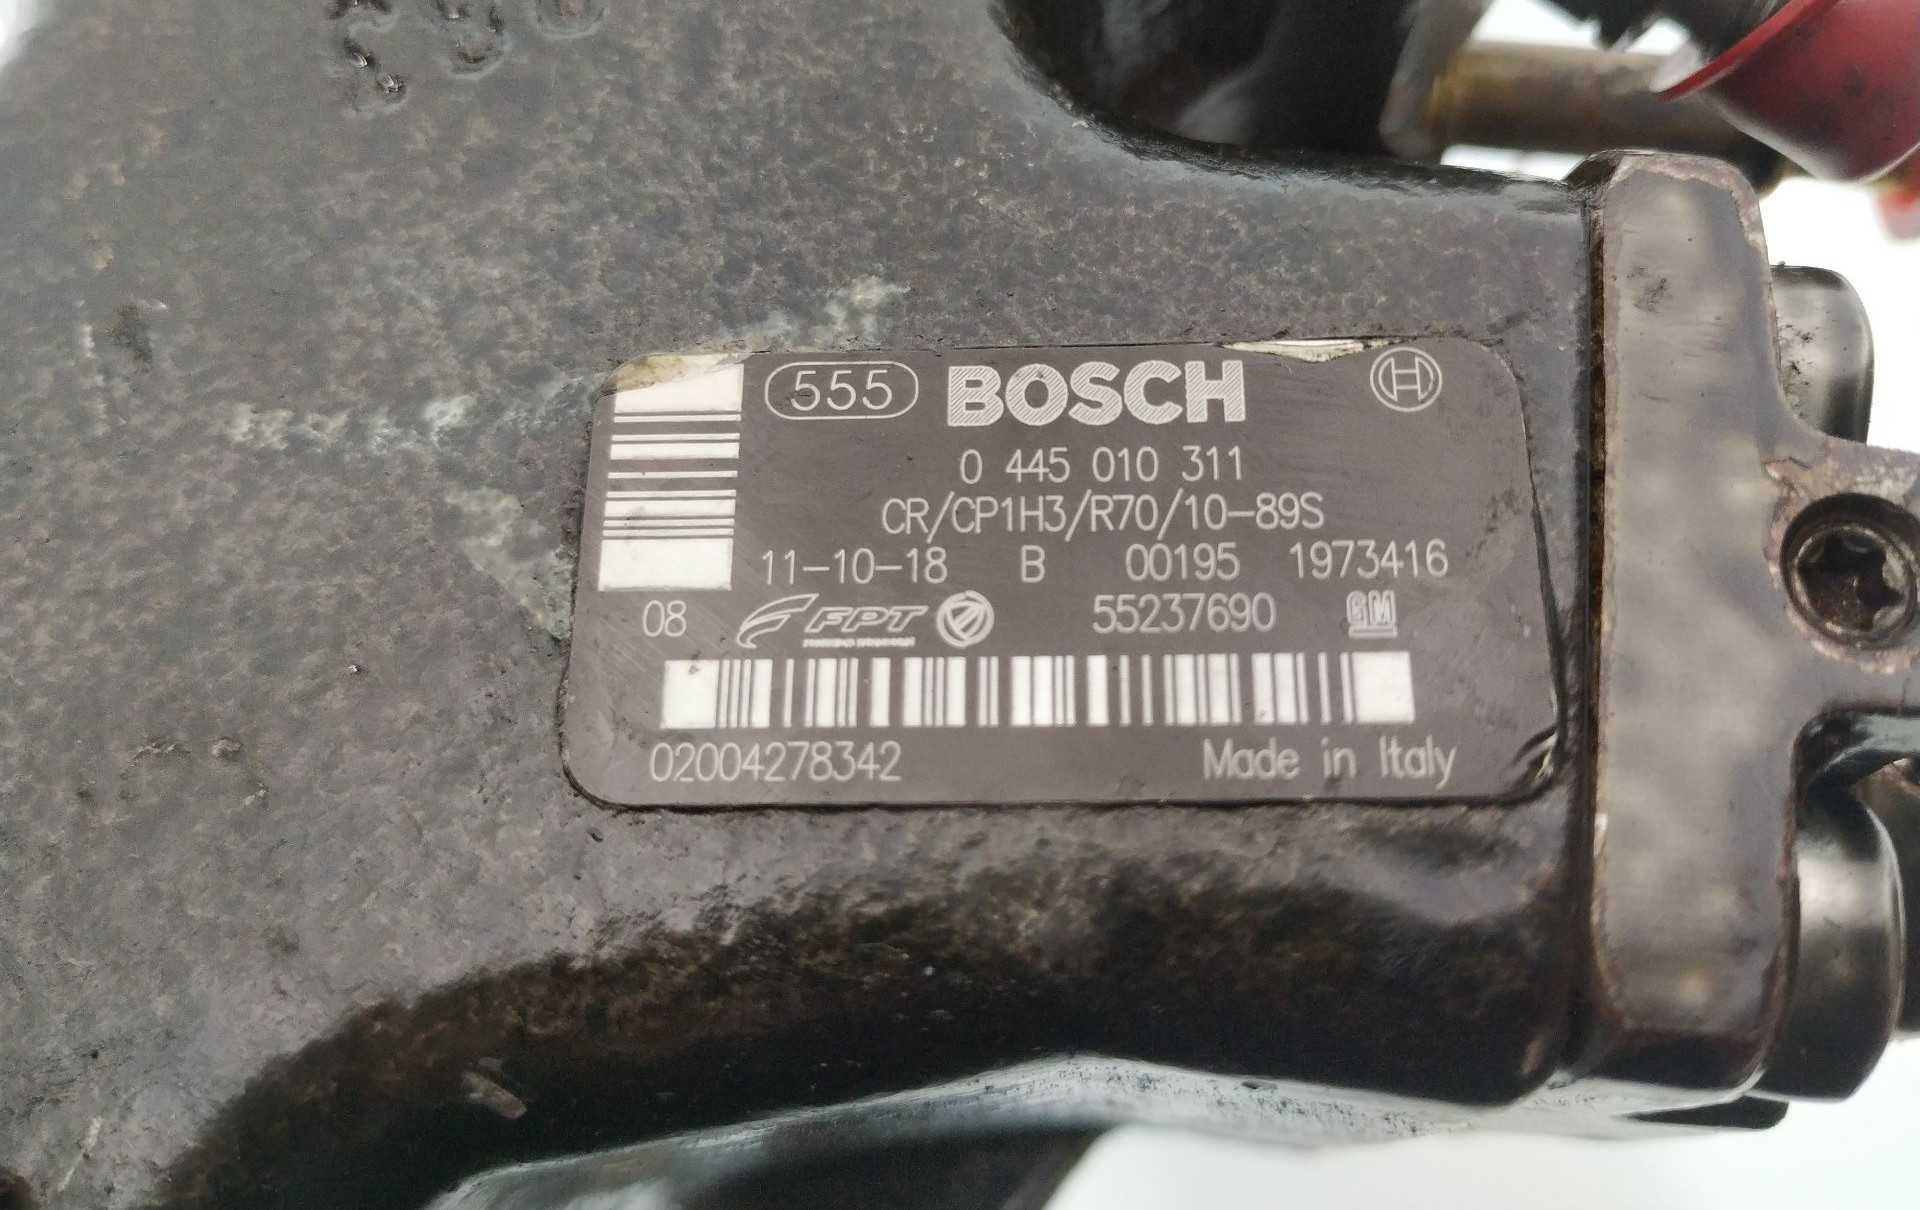 555 BOSCH
0 445 010 311
CR/CP1H3/R70/10-89S
11-10-18 B 00195 1973416
08 FPT 55237690 GM
02004278342 Made in Italy